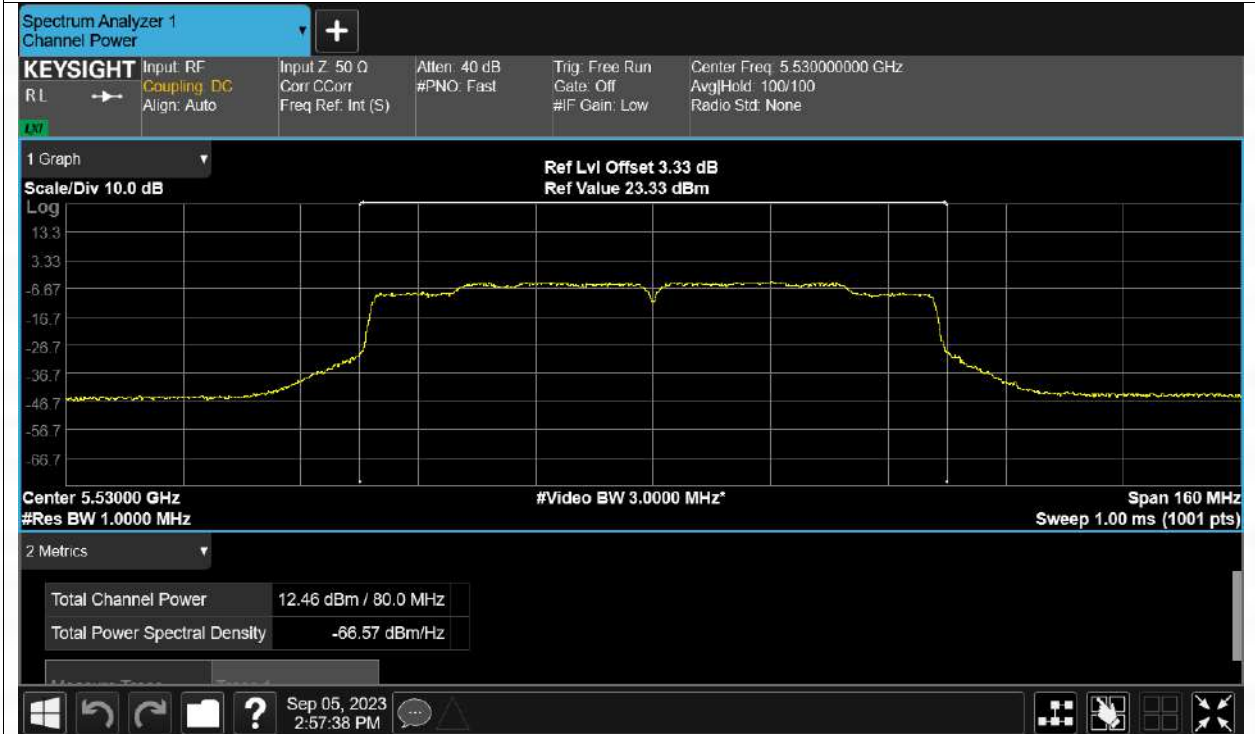 Spectrum Analyzer 1
Channel Power
+
KEYSIGHT
RL
LXI
Input: RF
Coupling: DC
Align: Auto
Input Z: 50 Ω
Corr CCorr
Freq Ref: Int (S)
Atten: 40 dB
#PNO: Fast
Trig: Free Run
Gate: Off
#IF Gain: Low
Center Freq: 5.530000000 GHz
Avg|Hold: 100/100
Radio Std: None
1 Graph
Scale/Div 10.0 dB
Ref Lvl Offset 3.33 dB
Ref Value 23.33 dBm
Log
13.3
3.33
-6.67
-16.7
-26.7
-36.7
-46.7
-56.7
-66.7
Center 5.53000 GHz
#Video BW 3.0000 MHz*
Span 160 MHz
#Res BW 1.0000 MHz
Sweep 1.00 ms (1001 pts)
2 Metrics
Total Channel Power 12.46 dBm / 80.0 MHz
Total Power Spectral Density -66.57 dBm/Hz
?
Sep 05, 2023
2:57:38 PM